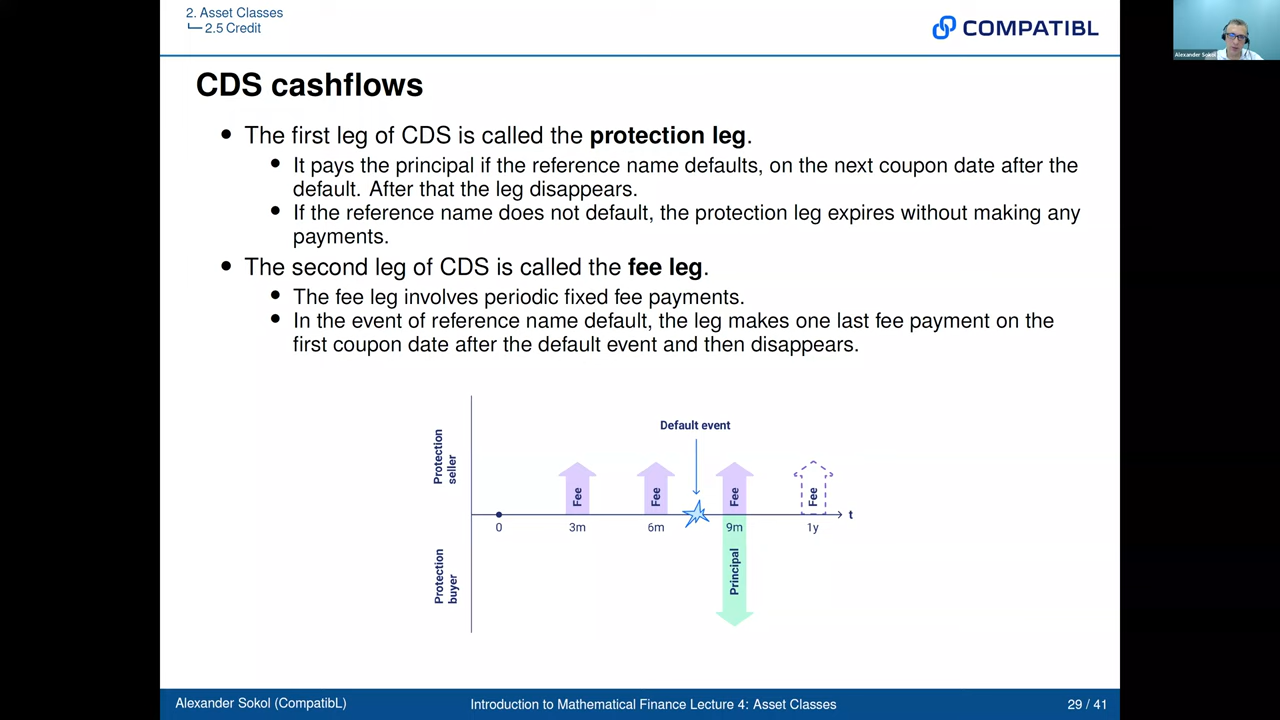 2. Asset Classes
2.5 Credit
COMPATIBL
Alexander Sokol
CDS cashflows
• The first leg of CDS is called the protection leg.
• It pays the principal if the reference name defaults, on the next coupon date after the
default. After that the leg disappears.
• If the reference name does not default, the protection leg expires without making any
payments.
• The second leg of CDS is called the fee leg.
• The fee leg involves periodic fixed fee payments.
• In the event of reference name default, the leg makes one last fee payment on the
first coupon date after the default event and then disappears.
Default event
Protection
seller
Fee
Fee
Fee
Fee
t
0
3m
6m
9m
1y
Protection
buyer
Principal
Alexander Sokol (CompatibL)
Introduction to Mathematical Finance Lecture 4: Asset Classes
29 / 41